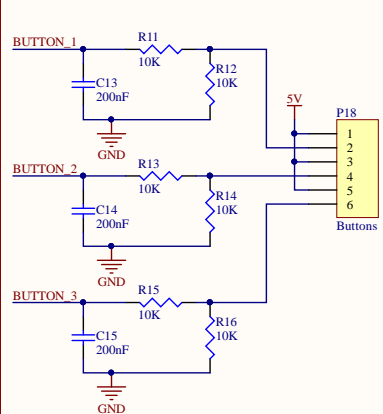 BUTTON_1
R11
10K
C13
200nF
R12
10K
GND
5V
P18
1
2
3
4
5
6
Buttons
BUTTON_2
R13
10K
C14
200nF
R14
10K
GND
BUTTON_3
R15
10K
C15
200nF
R16
10K
GND